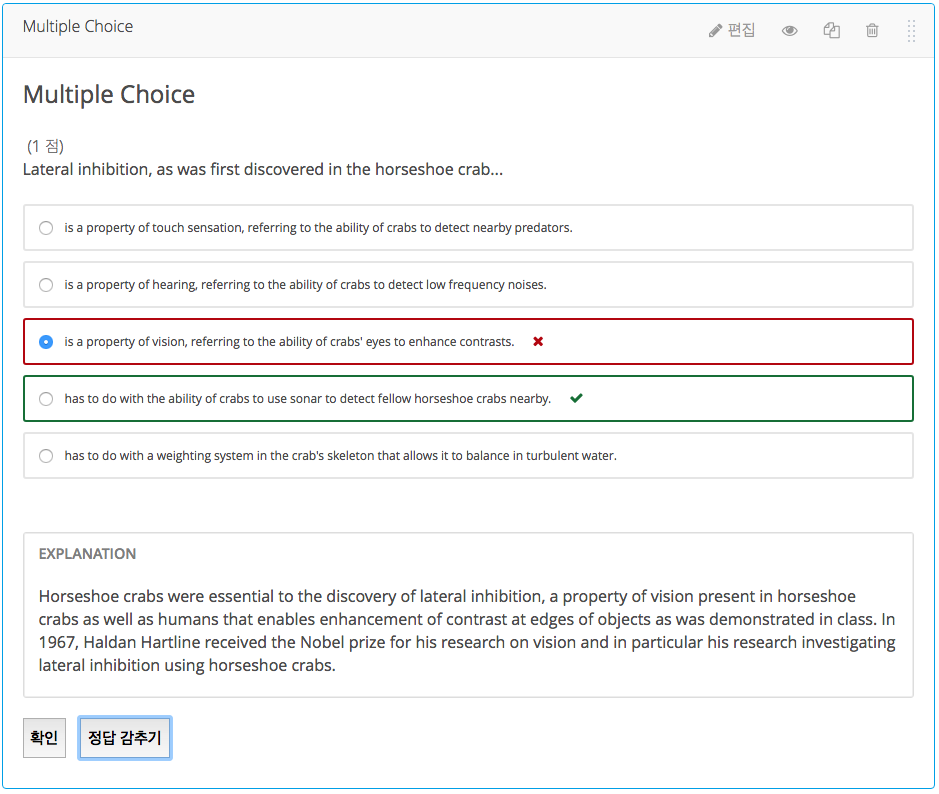 Multiple Choice
편집
Multiple Choice
(1 점)
Lateral inhibition, as was first discovered in the horseshoe crab...
is a property of touch sensation, referring to the ability of crabs to detect nearby predators.
is a property of hearing, referring to the ability of crabs to detect low frequency noises.
is a property of vision, referring to the ability of crabs' eyes to enhance contrasts.
has to do with the ability of crabs to use sonar to detect fellow horseshoe crabs nearby.
has to do with a weighting system in the crab's skeleton that allows it to balance in turbulent water.
EXPLANATION
Horseshoe crabs were essential to the discovery of lateral inhibition, a property of vision present in horseshoe
crabs as well as humans that enables enhancement of contrast at edges of objects as was demonstrated in class. In
1967, Haldan Hartline received the Nobel prize for his research on vision and in particular his research investigating
lateral inhibition using horseshoe crabs.
확인
정답 감추기